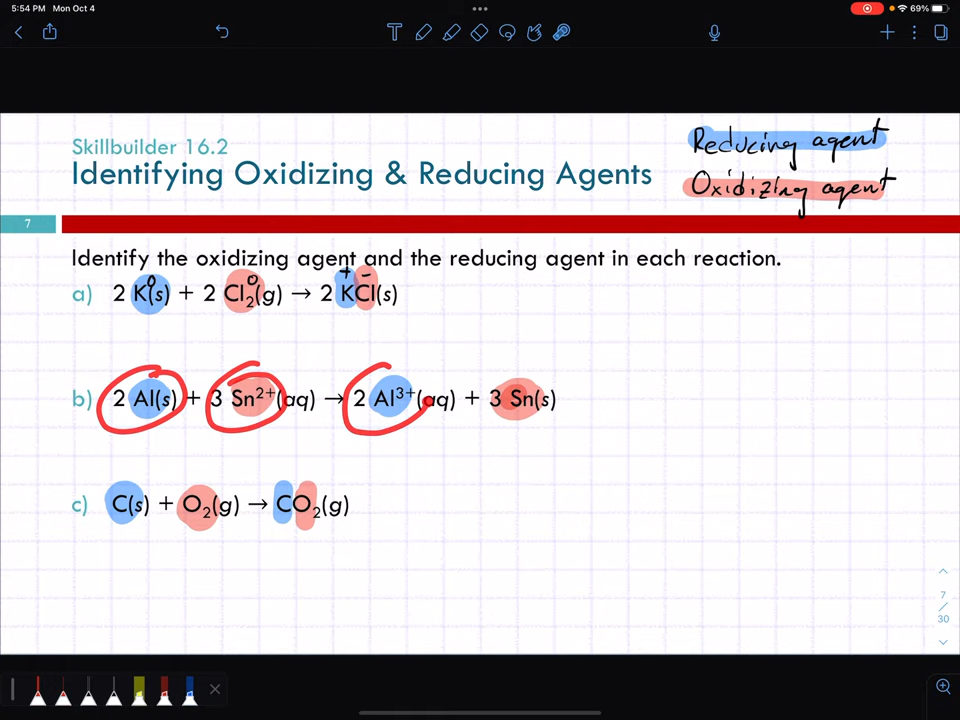 5:54 PM Mon Oct 4
69%
Skillbuilder 16.2
Identifying Oxidizing & Reducing Agents
Reducing agent
Oxidizing agent
7
Identify the oxidizing agent and the reducing agent in each reaction.
0 0 + −
a) 2 K(s) + 2 Cl₂(g) → 2 KCl(s)
b) 2 Al(s) + 3 Sn²⁺(aq) → 2 Al³⁺(aq) + 3 Sn(s)
c) C(s) + O₂(g) → CO₂(g)
7
/
30